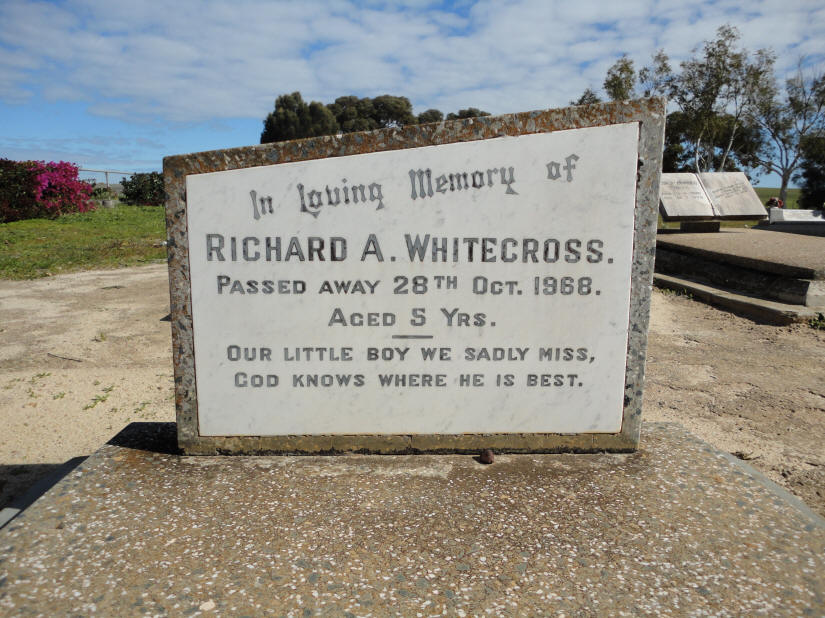 In Loving Memory of
RICHARD A. WHITECROSS.
PASSED AWAY 28TH OCT. 1968.
AGED 5 YRS.
OUR LITTLE BOY WE SADLY MISS,
GOD KNOWS WHERE HE IS BEST.